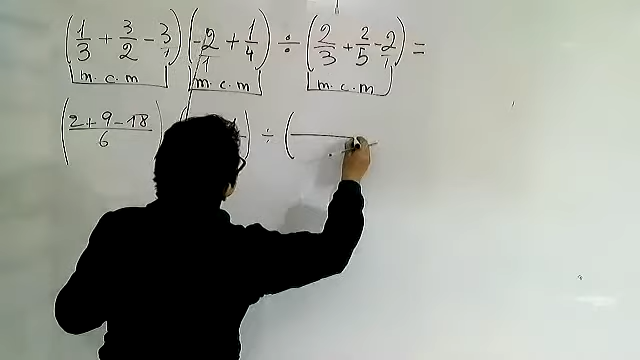 (1/3 + 3/2 - 3/1) (-2/1 + 1/4) ÷ (2/3 + 2/5 - 2/1) =
m.c.m m.c.m m.c.m
(2+9-18/6) ÷ (